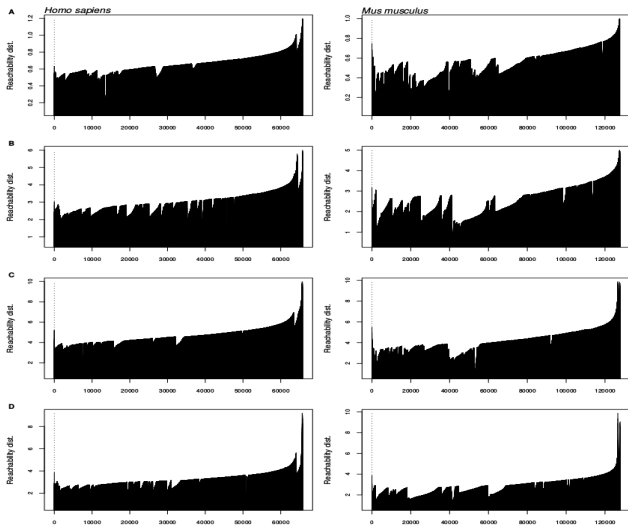 A Homo sapiens Mus musculus
Reachability dist.
0.2 0.4 0.6 0.8 1.0 1.2
0 10000 20000 30000 40000 50000 60000
Reachability dist.
0.2 0.4 0.6 0.8 1.0
0 20000 40000 60000 80000 100000 120000
B
Reachability dist.
1 2 3 4 5 6
0 10000 20000 30000 40000 50000 60000
Reachability dist.
1 2 3 4 5
0 20000 40000 60000 80000 100000 120000
C
Reachability dist.
2 4 6 8 10
0 10000 20000 30000 40000 50000 60000
Reachability dist.
2 4 6 8 10
0 20000 40000 60000 80000 100000 120000
D
Reachability dist.
2 4 6 8
0 10000 20000 30000 40000 50000 60000
Reachability dist.
2 4 6 8 10
0 20000 40000 60000 80000 100000 120000